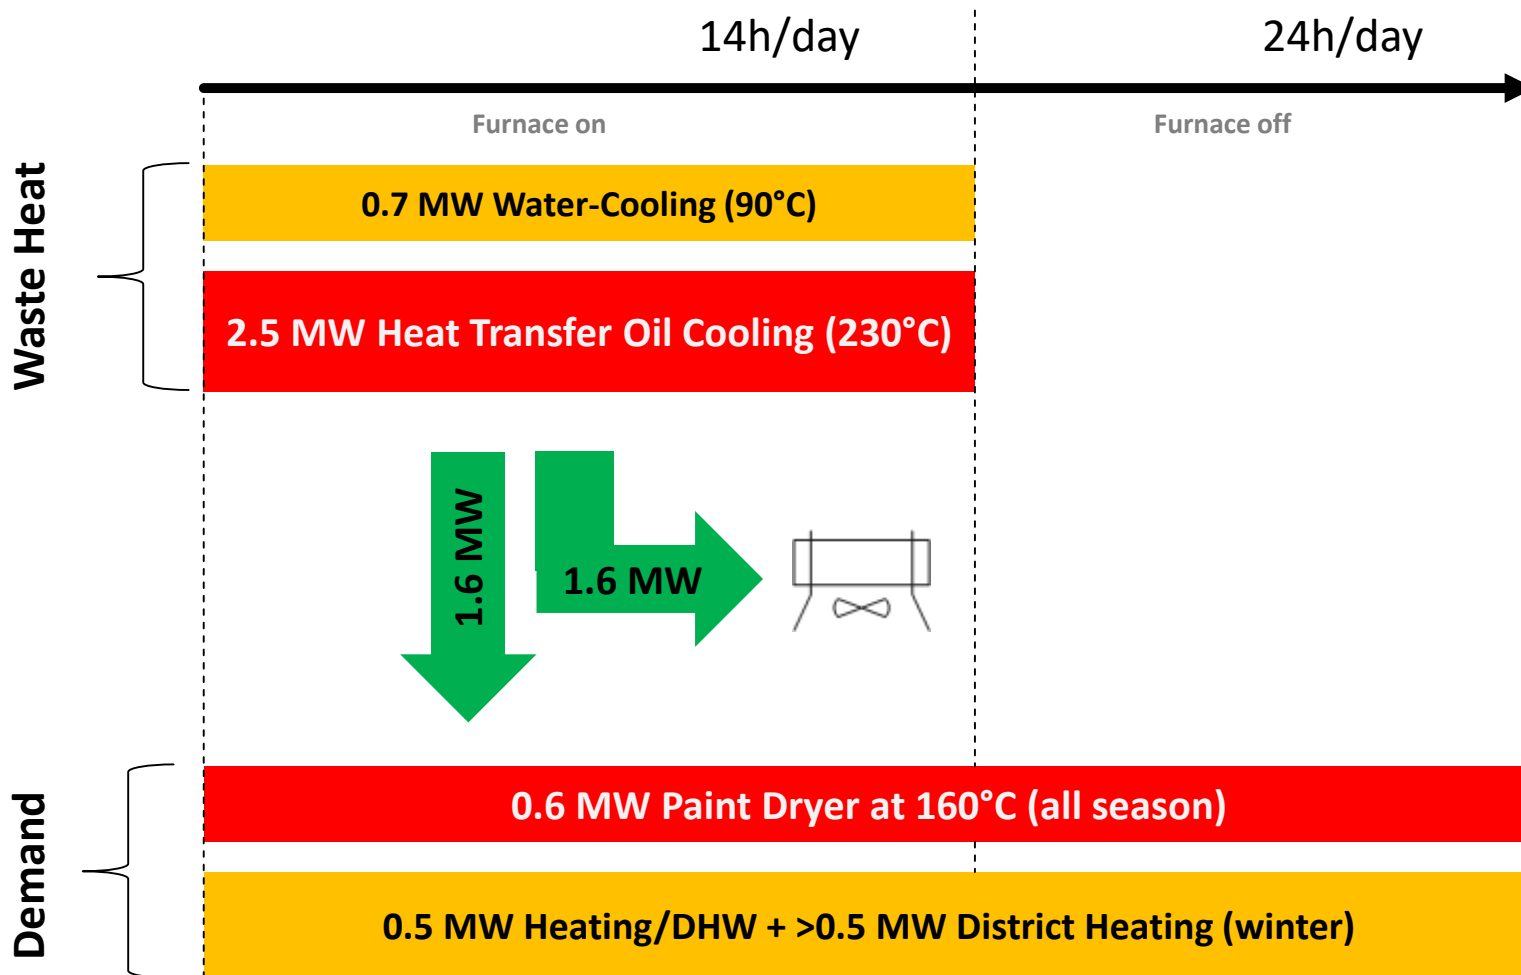 14h/day
24h/day
Furnace on
Furnace off
Waste Heat
0.7 MW Water-Cooling (90°C)
2.5 MW Heat Transfer Oil Cooling (230°C)
1.6 MW
1.6 MW
Demand
0.6 MW Paint Dryer at 160°C (all season)
0.5 MW Heating/DHW + >0.5 MW District Heating (winter)